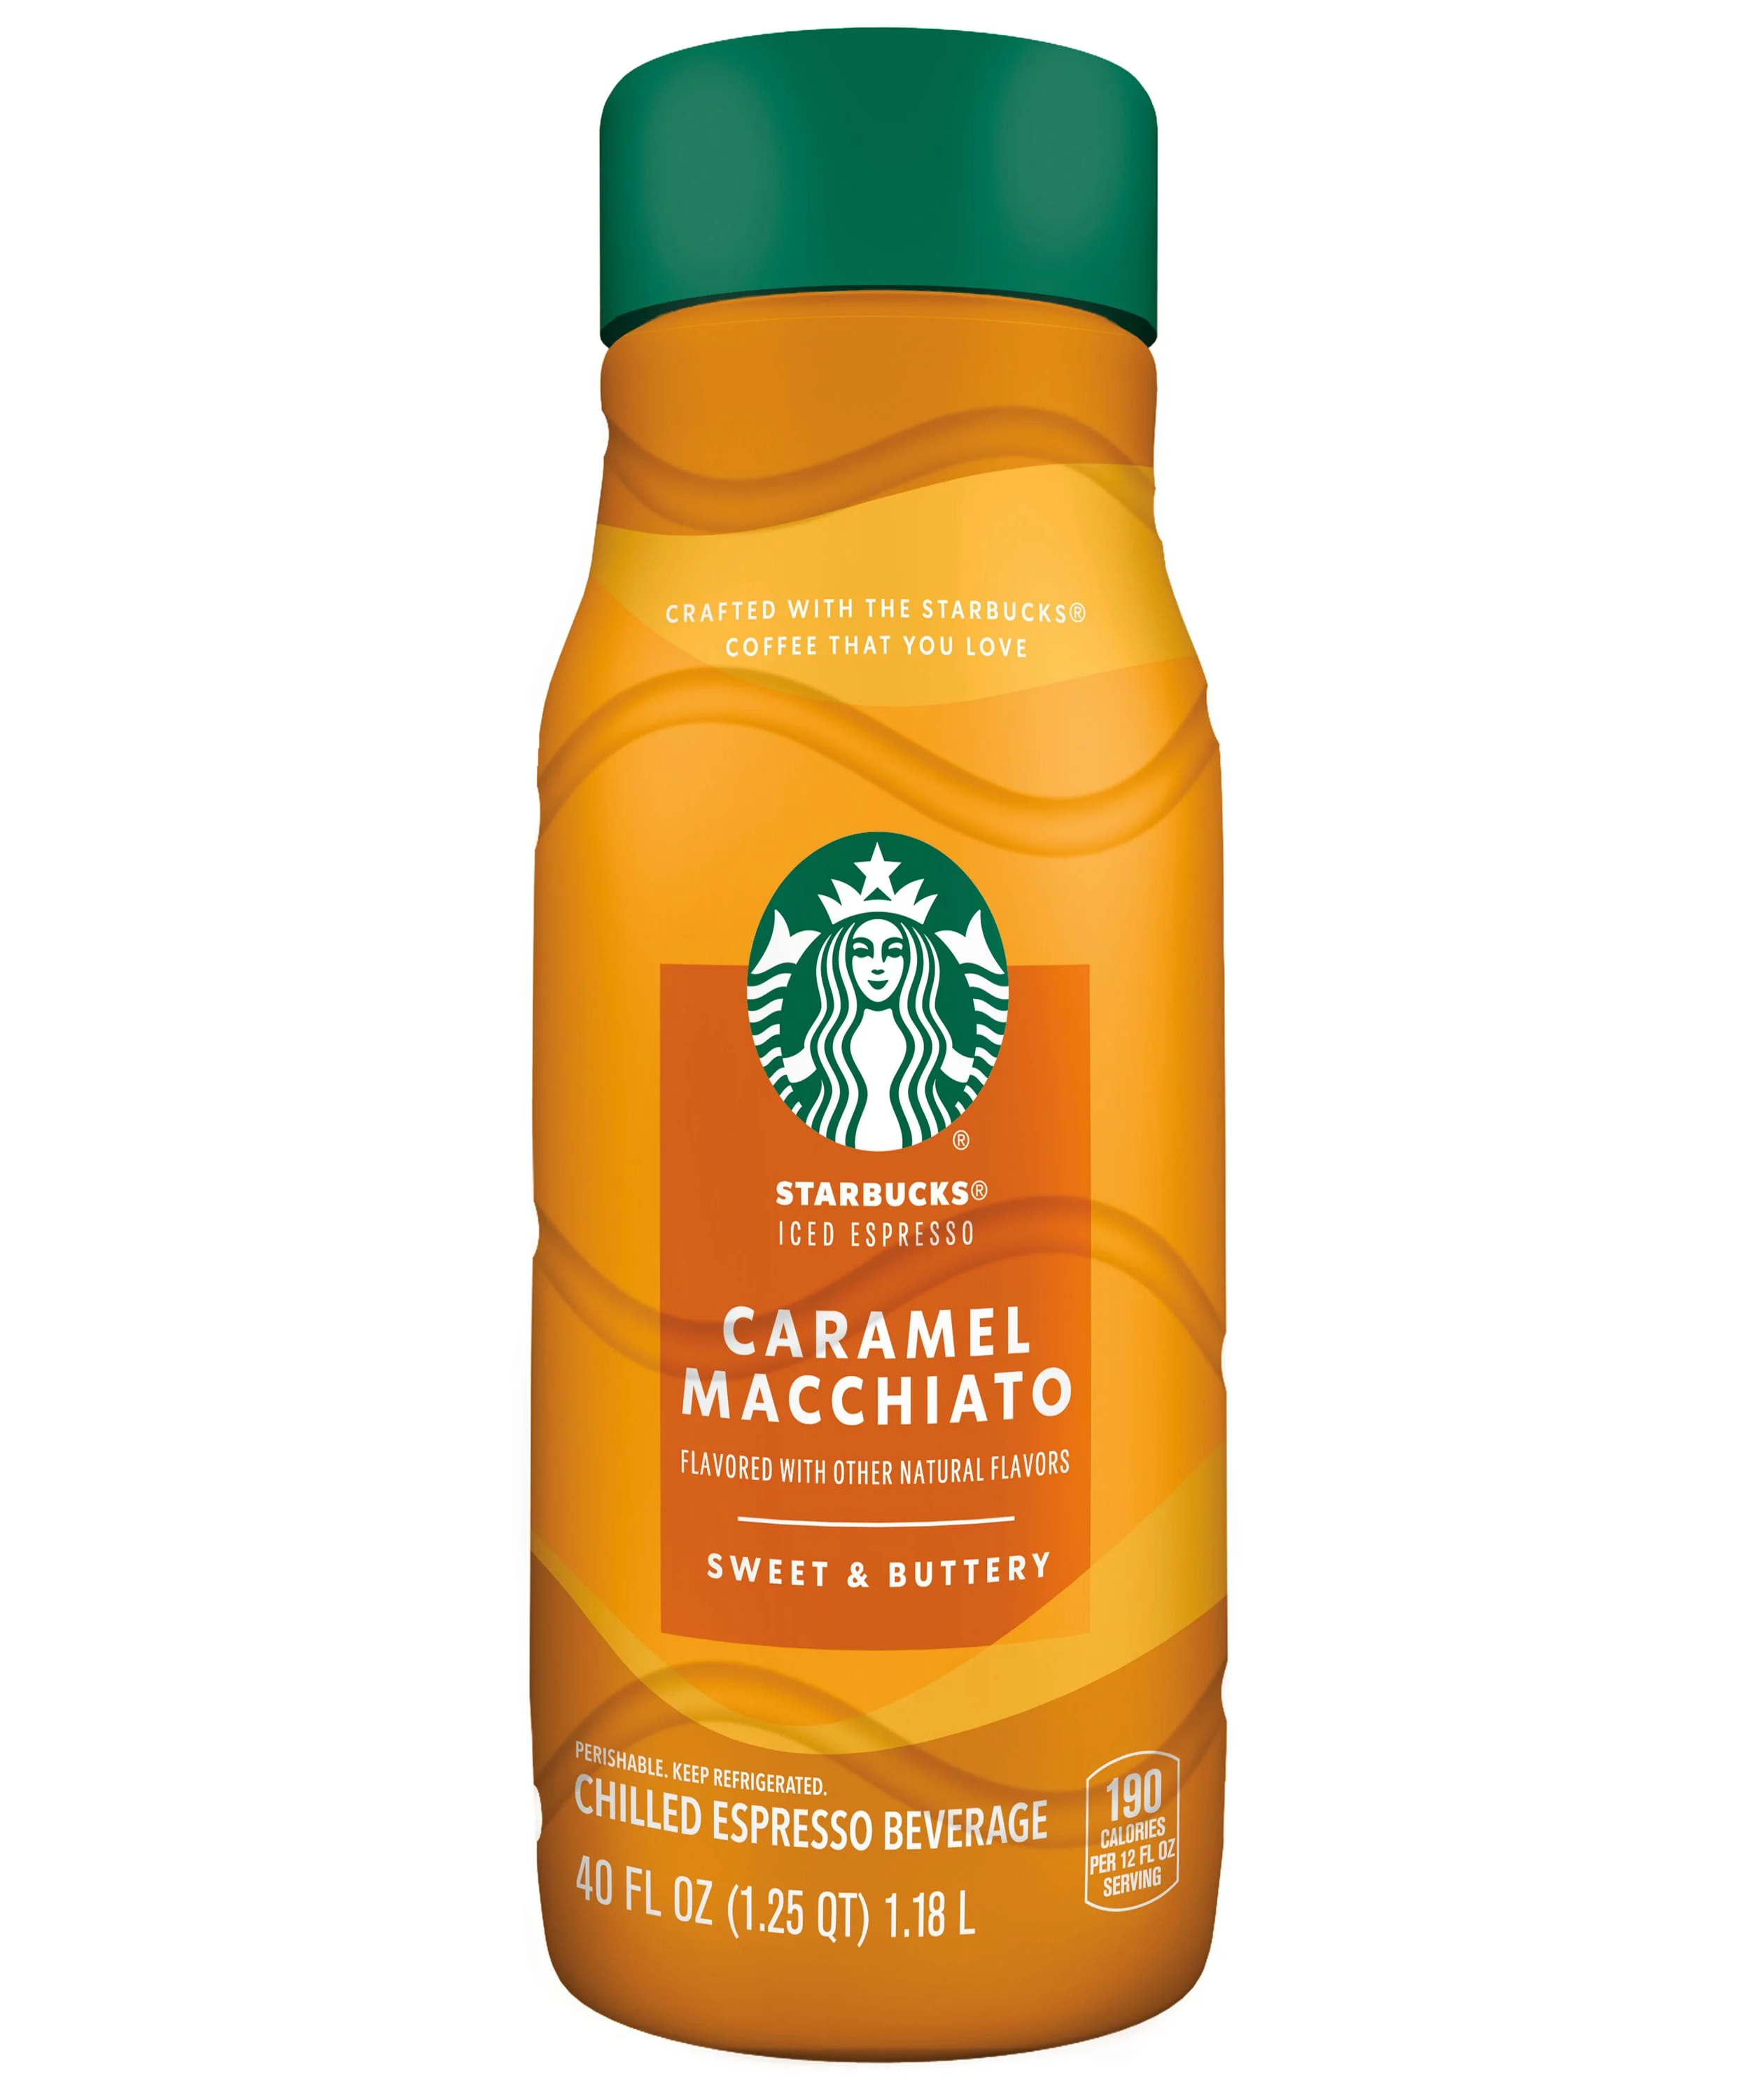 CRAFTED WITH THE STARBUCKS®
COFFEE THAT YOU LOVE
®
STARBUCKS®
ICED ESPRESSO
CARAMEL
MACCHIATO
FLAVORED WITH OTHER NATURAL FLAVORS
SWEET & BUTTERY
PERISHABLE. KEEP REFRIGERATED.
CHILLED ESPRESSO BEVERAGE
40 FL OZ (1.25 QT) 1.18 L
190
CALORIES
PER 12 FL OZ
SERVING